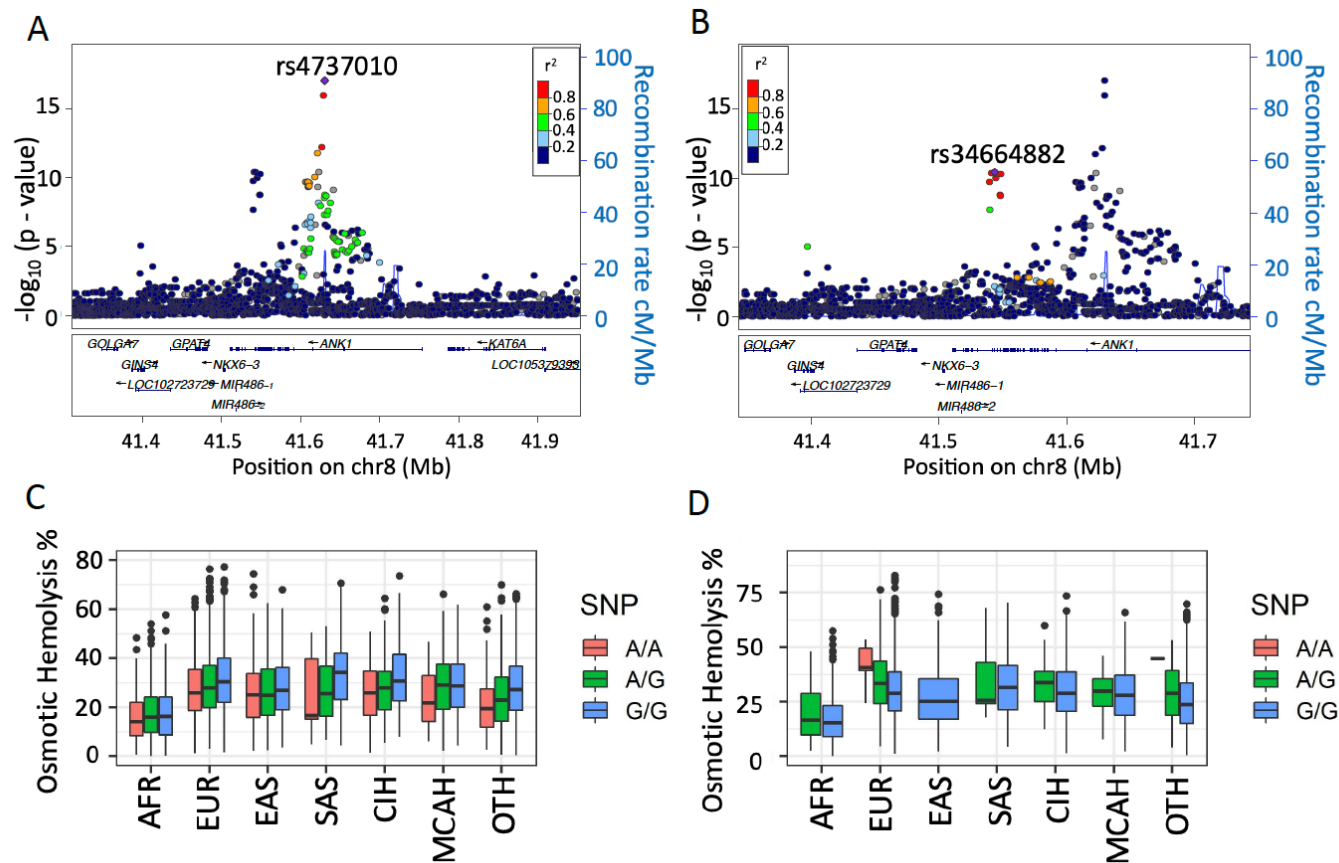 A
rs4737010
-log10 (p - value)
15
10
5
0
r2
0.8
0.6
0.4
0.2
100
80
60
40
20
0
Recombination rate cM/Mb
GOLGA7
GPAT4
ANK1
KAT6A
GINS4
NKX6-3
LOC105379393
LOC102723729
MIR486-1
MIR486-2
41.4 41.5 41.6 41.7 41.8 41.9
Position on chr8 (Mb)
B
rs34664882
-log10 (p - value)
15
10
5
0
r2
0.8
0.6
0.4
0.2
100
80
60
40
20
0
Recombination rate cM/Mb
GOLGA7
GPAT4
ANK1
GINS4
NKX6-3
LOC102723729
MIR486-1
MIR486-2
41.4 41.5 41.6 41.7
Position on chr8 (Mb)
C
Osmotic Hemolysis %
80
60
40
20
0
AFR EUR EAS SAS CIH MCAH OTH
SNP
A/A
A/G
G/G
D
Osmotic Hemolysis %
75
50
25
0
AFR EUR EAS SAS CIH MCAH OTH
SNP
A/A
A/G
G/G